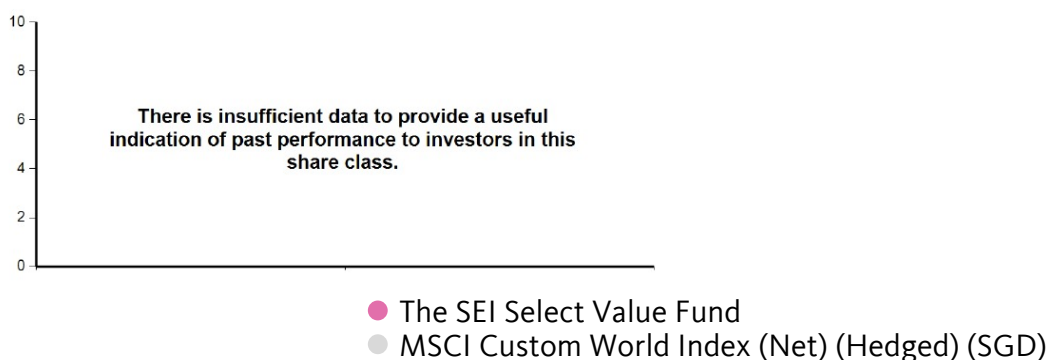 10
8
6
4
2
0
There is insufficient data to provide a useful
indication of past performance to investors in this
share class.
The SEI Select Value Fund
MSCI Custom World Index (Net) (Hedged) (SGD)